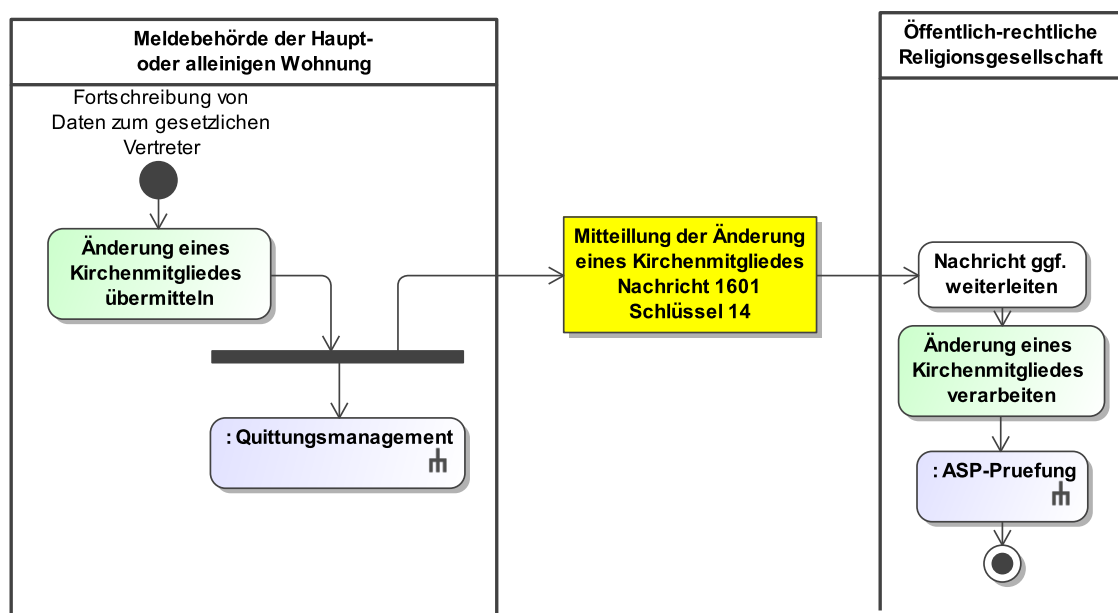 Meldebehörde der Haupt-
oder alleinigen Wohnung
Fortschreibung von
Daten zum gesetzlichen
Vertreter
Änderung eines
Kirchenmitgliedes
übermitteln
: Quittungsmanagement
Mitteillung der Änderung
eines Kirchenmitgliedes
Nachricht 1601
Schlüssel 14
Öffentlich-rechtliche
Religionsgesellschaft
Nachricht ggf.
weiterleiten
Änderung eines
Kirchenmitgliedes
verarbeiten
: ASP-Pruefung